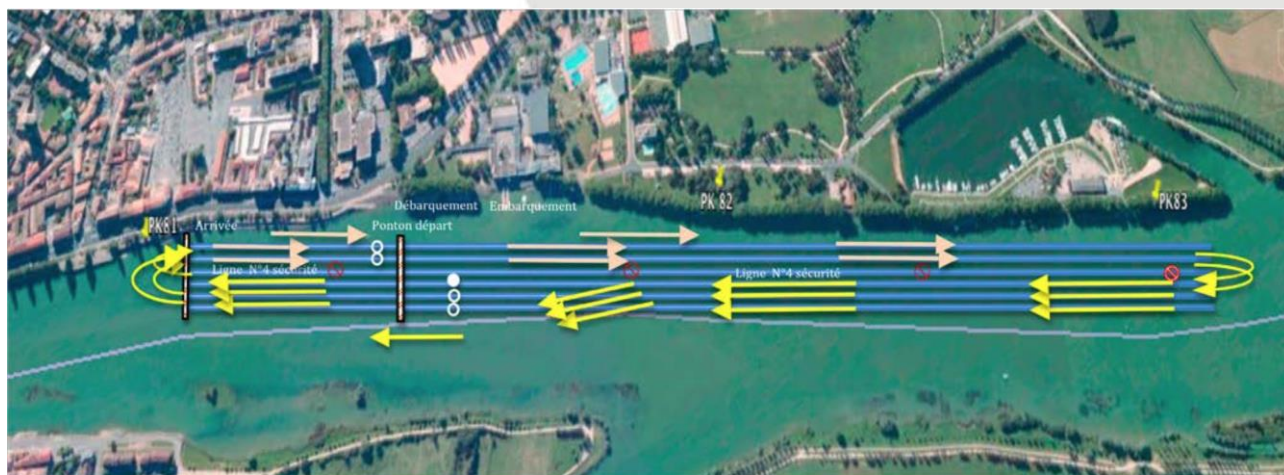 PK 82
PK83
Débarquement Embarquement
PK81 Arrivée Ponton départ
Ligne N°4 sécurité Ligne N°4 sécurité